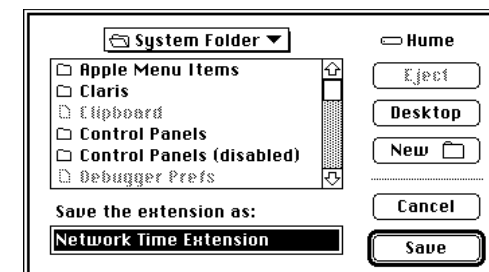 System Folder
Hume
Apple Menu Items
Claris
Clipboard
Control Panels
Control Panels (disabled)
Debugger Prefs
Eject
Desktop
New
Save the extension as:
Network Time Extension
Cancel
Save